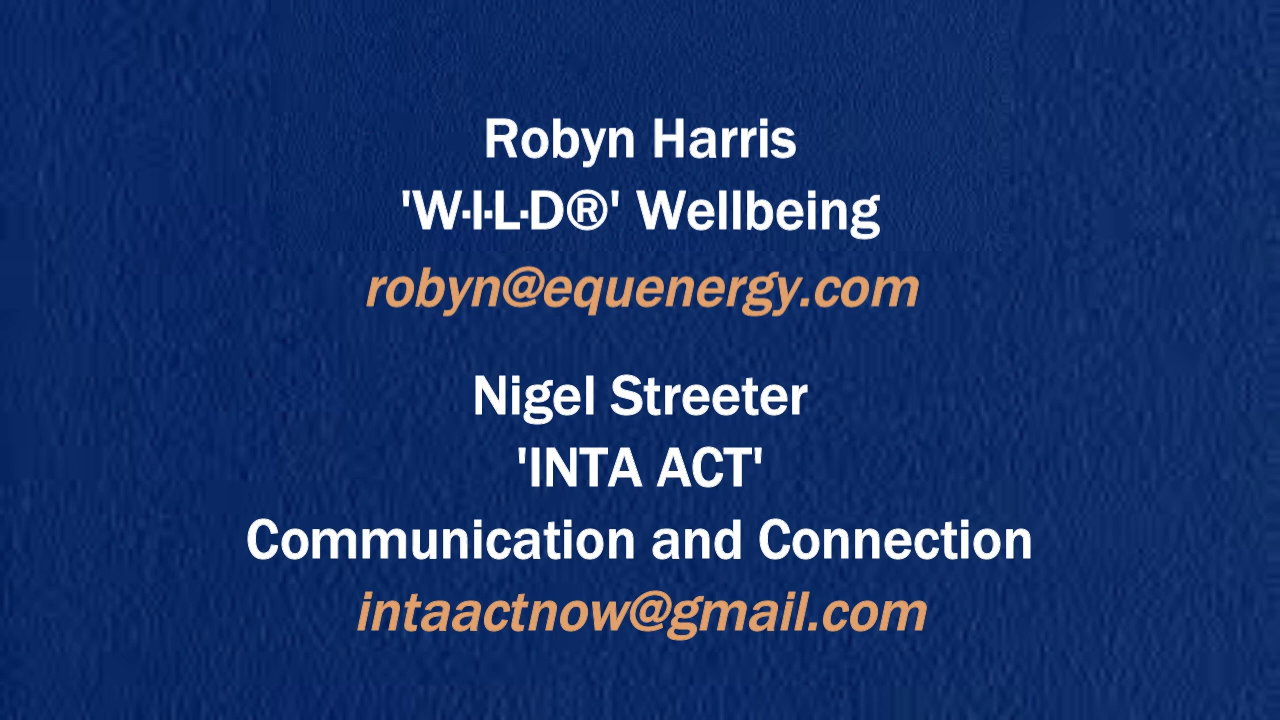 Robyn Harris
'W·I·L·D®' Wellbeing
robyn@equenergy.com
Nigel Streeter
'INTA ACT'
Communication and Connection
intaactnow@gmail.com